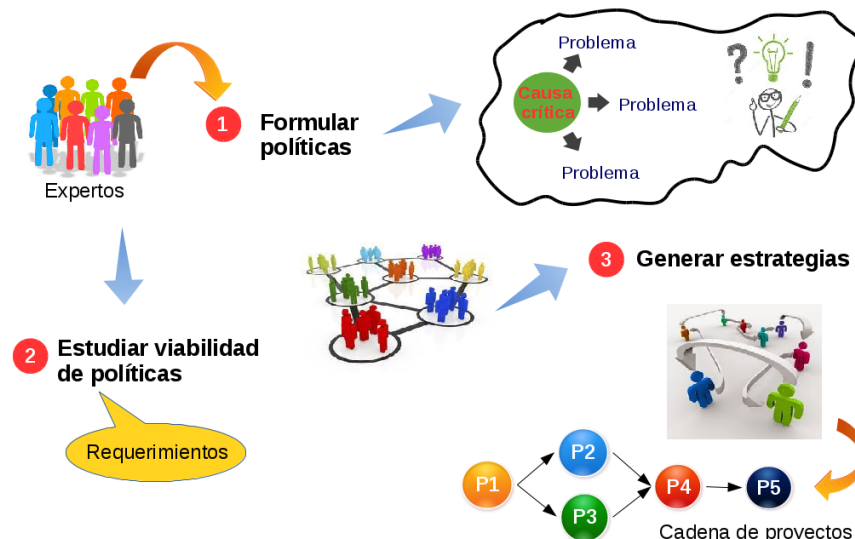 Expertos
1
Formular
políticas
Problema
Causa
crítica
Problema
Problema
? !
2
Estudiar viabilidad
de políticas
Requerimientos
3
Generar estrategias
P1
P2
P3
P4
P5
Cadena de proyectos